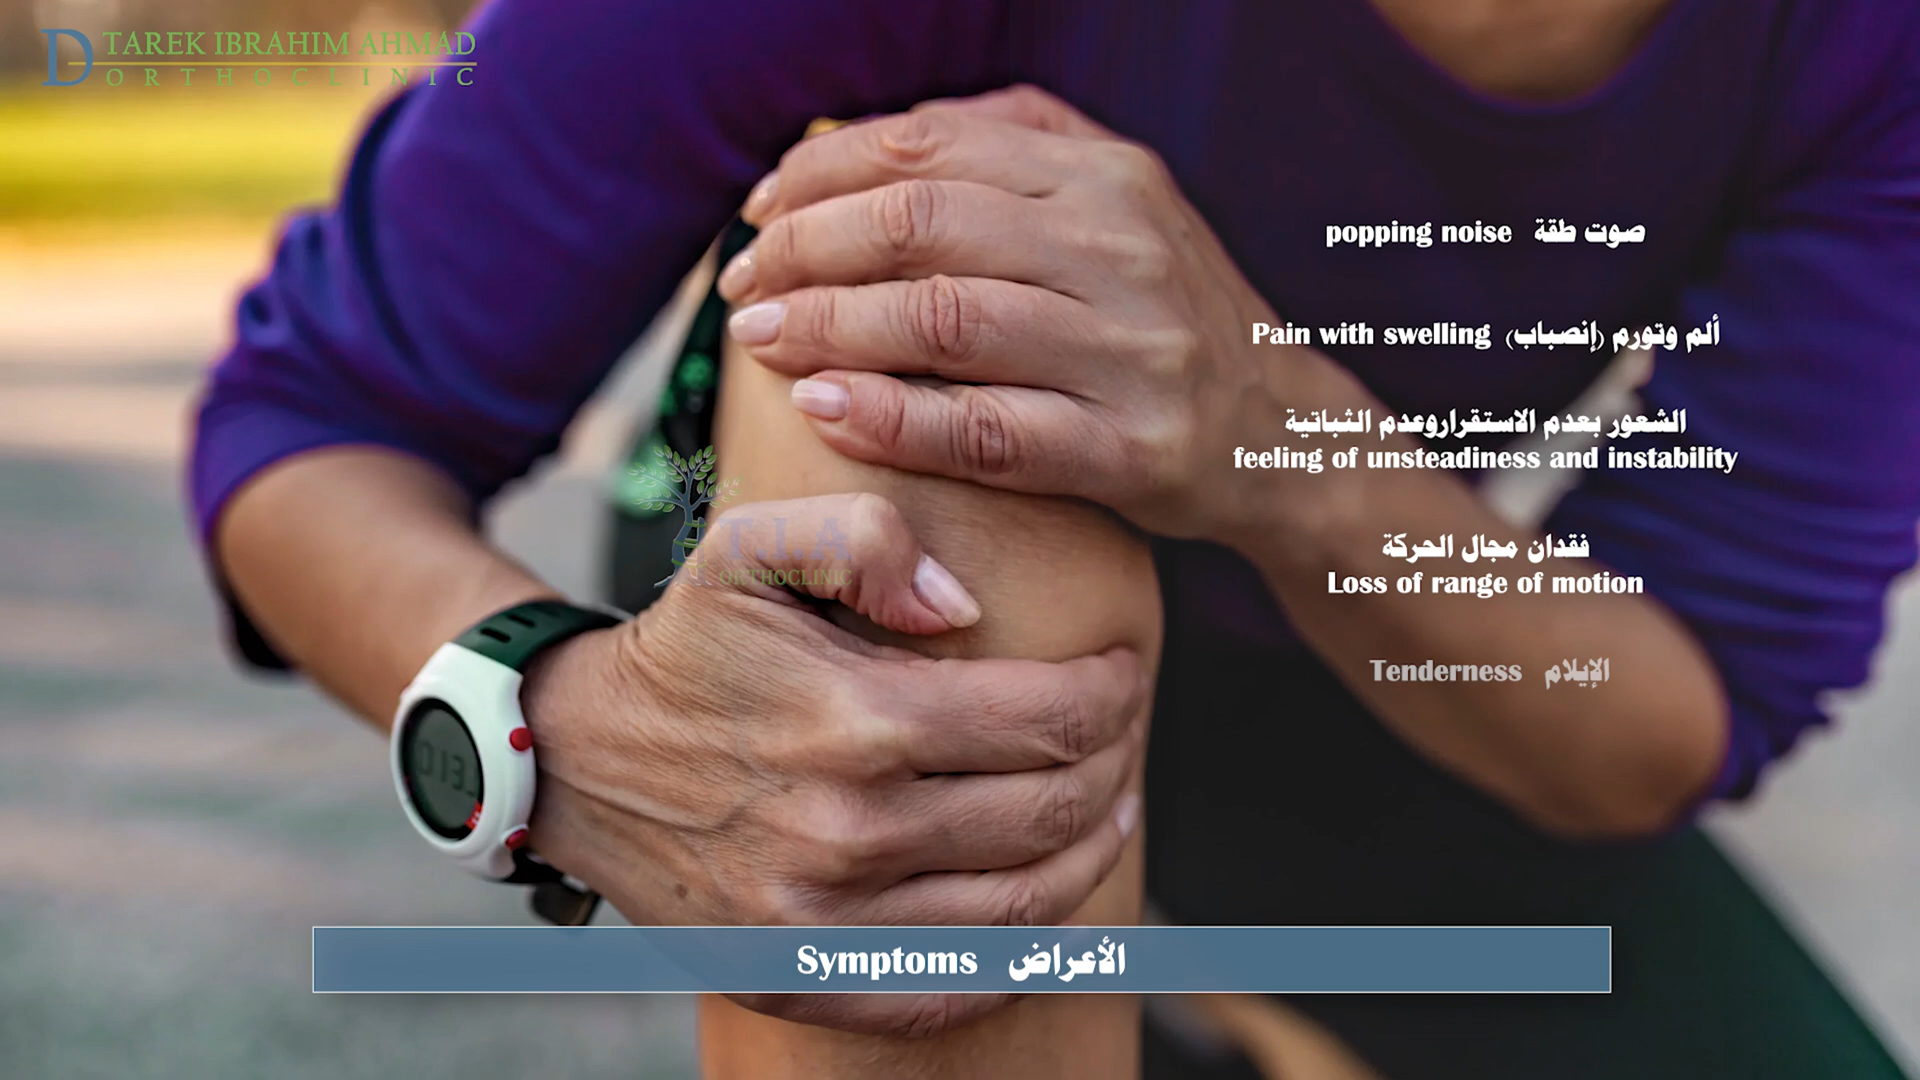 D TAREK IBRAHIM AHMAD
ORTHOCLINIC
popping noise صوت طقة
Pain with swelling ألم وتورم (إنصباب)
الشعور بعدم الاستقراروعدم الثباتية
feeling of unsteadiness and instability
T.I.A
ORTHOCLINIC
فقدان مجال الحركة
Loss of range of motion
Tenderness الإيلام
Symptoms الأعراض